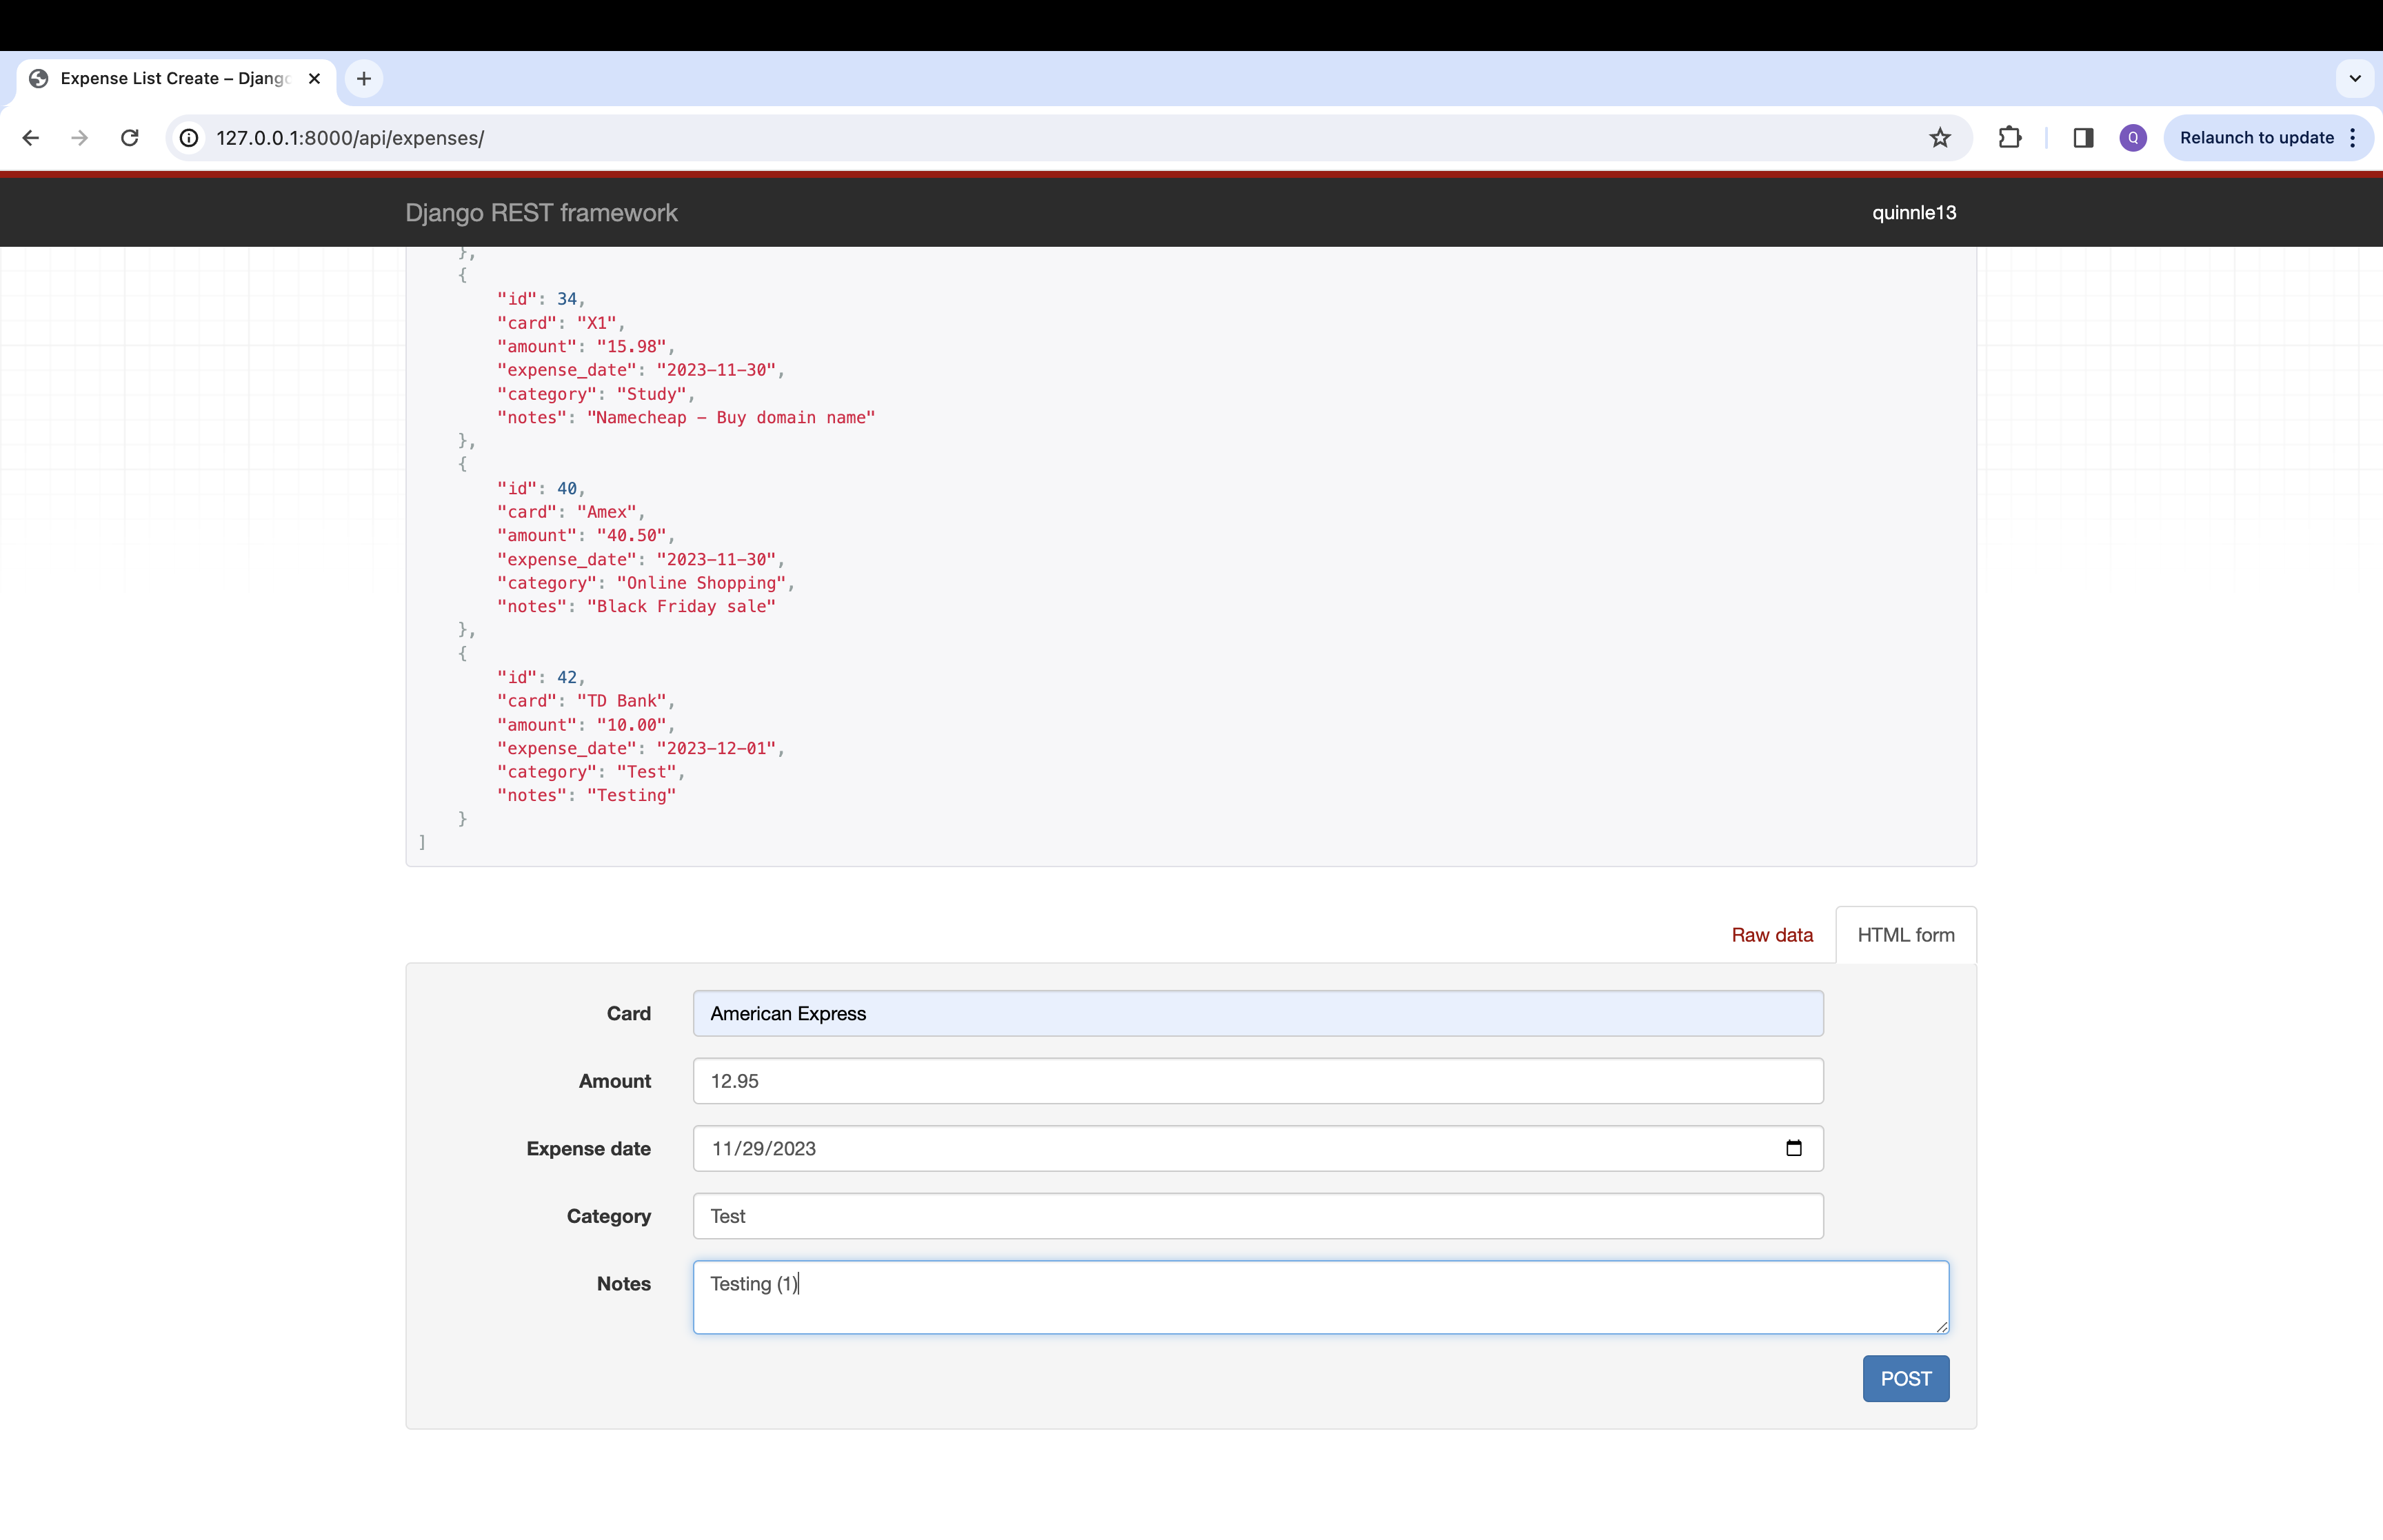 Expense List Create – Djang
127.0.0.1:8000/api/expenses/
Q
Relaunch to update
Django REST framework
quinnle13
},
{
"id": 34,
"card": "X1",
"amount": "15.98",
"expense_date": "2023-11-30",
"category": "Study",
"notes": "Namecheap – Buy domain name"
},
{
"id": 40,
"card": "Amex",
"amount": "40.50",
"expense_date": "2023-11-30",
"category": "Online Shopping",
"notes": "Black Friday sale"
},
{
"id": 42,
"card": "TD Bank",
"amount": "10.00",
"expense_date": "2023-12-01",
"category": "Test",
"notes": "Testing"
}
]
Raw data
HTML form
Card
American Express
Amount
12.95
Expense date
11/29/2023
Category
Test
Notes
Testing (1)
POST